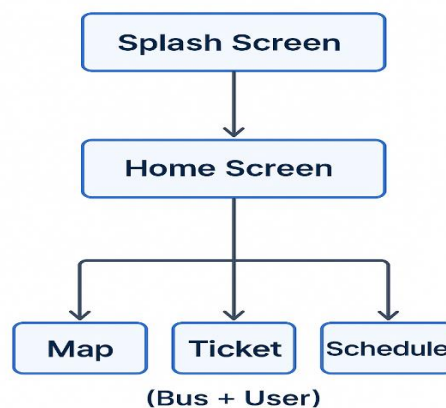 Splash Screen
Home Screen
Map
Ticket
Schedule
(Bus + User)